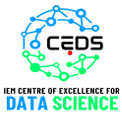 CEDS
IEM CENTRE OF EXCELLENCE FOR
DATA SCIENCE